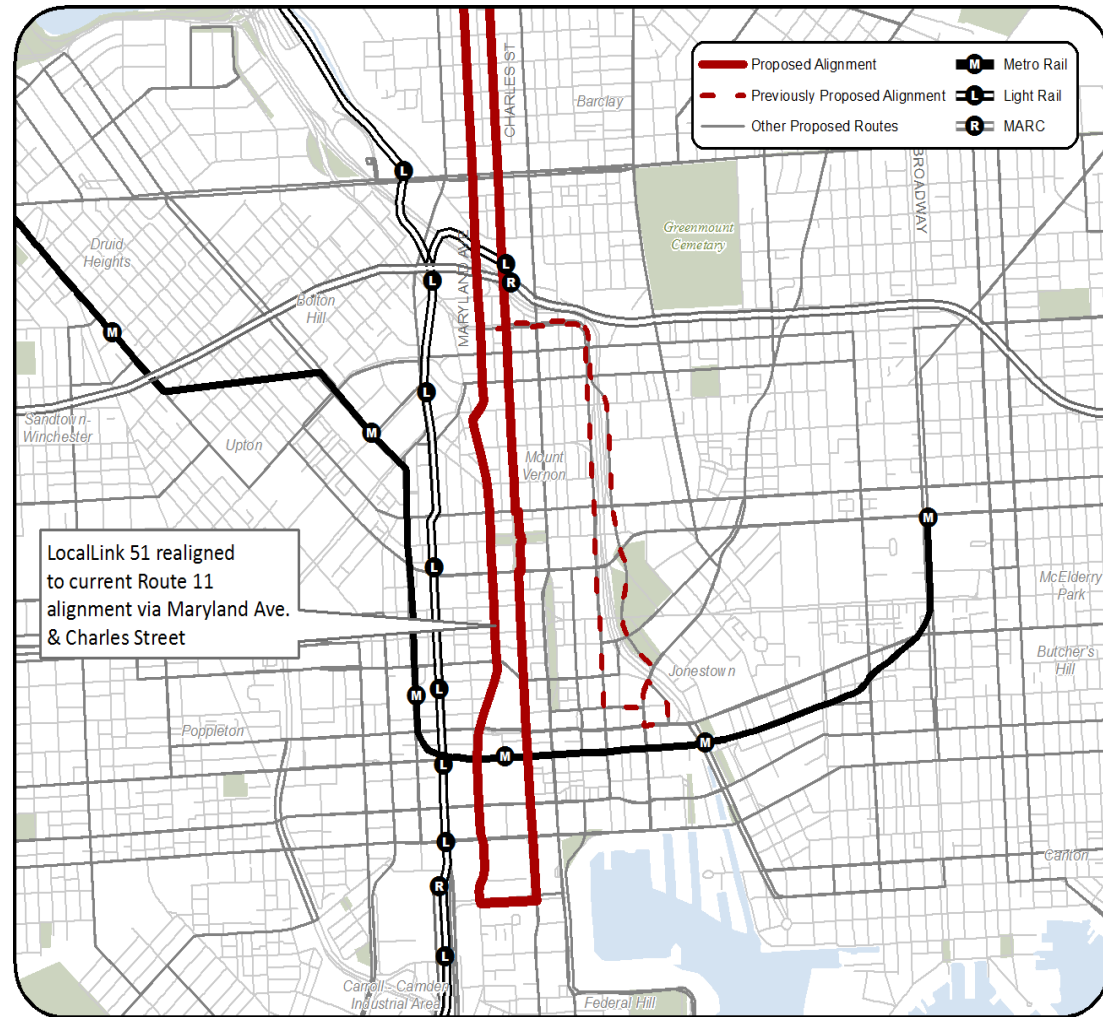 Proposed Alignment
Previously Proposed Alignment
Other Proposed Routes
M Metro Rail
L Light Rail
R MARC
CHARLES ST
Barclay
BROADWAY
Greenmount
Cemetery
Druid
Heights
L
MARYLAND AVE
L
R
L
Bolton
Hill
M
L
Sandtown-
Winchester
Upton
M
Mount
Vernon
M
LocalLink 51 realigned
to current Route 11
alignment via Maryland Ave.
& Charles Street
L
McElderry
Park
Butcher's
Hill
Jonestown
L
M
Poppleton
M
M
L
L
Canton
R
L
Carroll - Camden
Industrial Area
Federal Hill